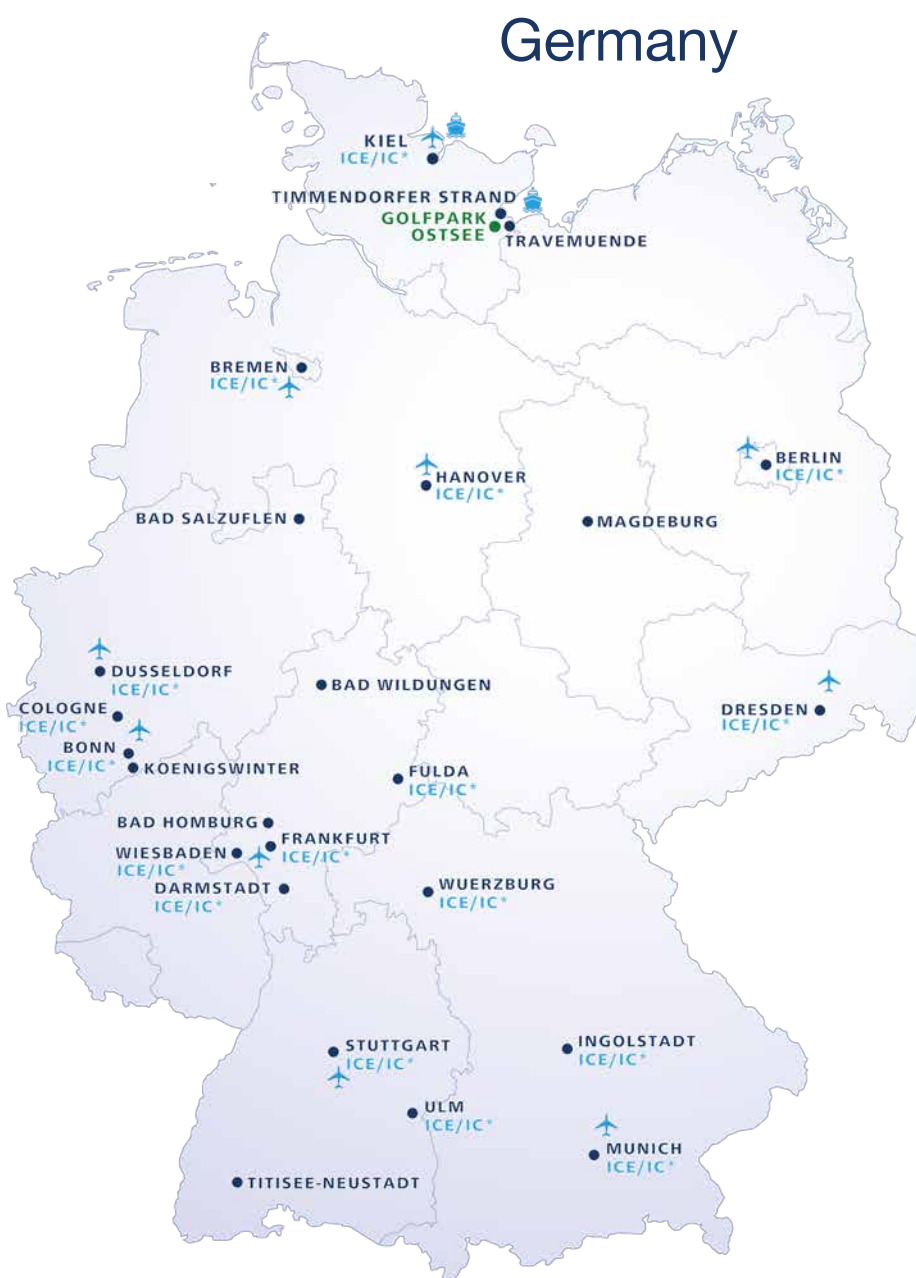 Germany
KIEL
ICE/IC*
TIMMENDORFER STRAND
GOLFPARK
OSTSEE
TRAVEMUENDE
BREMEN
ICE/IC*
HANOVER
ICE/IC*
BERLIN
ICE/IC*
BAD SALZUFLEN
MAGDEBURG
DUSSELDORF
ICE/IC*
BAD WILDUNGEN
COLOGNE
ICE/IC*
DRESDEN
ICE/IC*
BONN
ICE/IC*
KOENIGSWINTER
FULDA
ICE/IC*
BAD HOMBURG
FRANKFURT
ICE/IC*
WIESBADEN
ICE/IC*
DARMSTADT
ICE/IC*
WUERZBURG
ICE/IC*
STUTTGART
ICE/IC*
INGOLSTADT
ICE/IC*
ULM
ICE/IC*
MUNICH
ICE/IC*
TITISEE-NEUSTADT